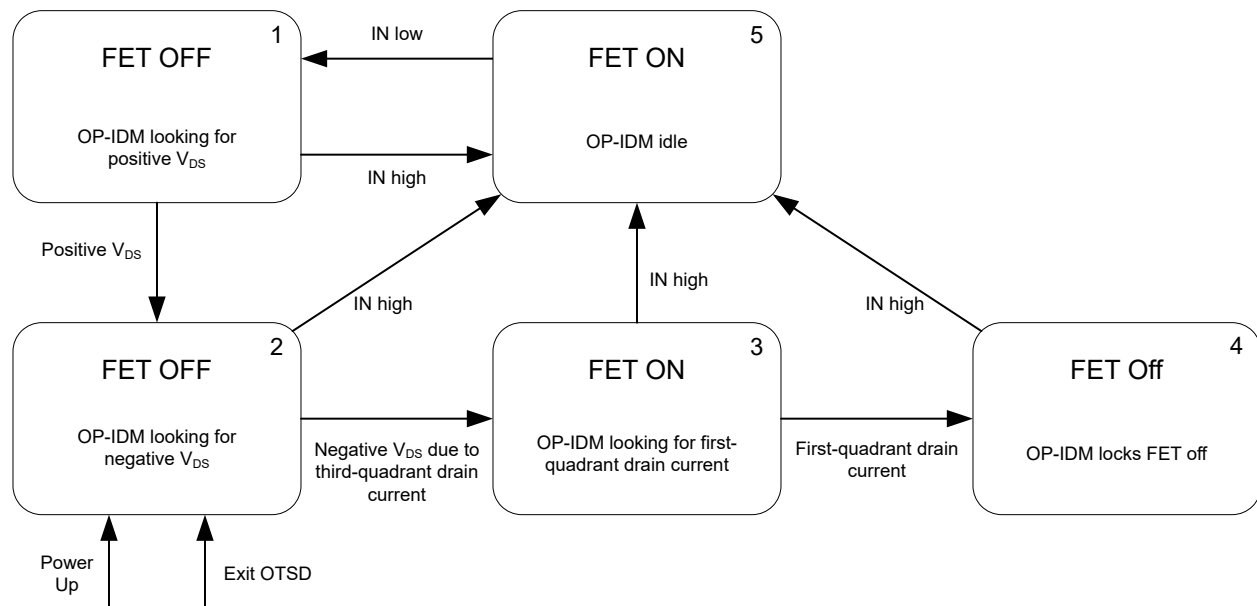 1
FET OFF
OP-IDM looking for
positive VDS
IN low
5
FET ON
OP-IDM idle
IN high
Positive VDS
IN high
IN high
IN high
2
FET OFF
OP-IDM looking for
negative VDS
Negative VDS due to
third-quadrant drain
current
3
FET ON
OP-IDM looking for first-
quadrant drain current
First-quadrant drain
current
4
FET Off
OP-IDM locks FET off
Power
Up
Exit OTSD